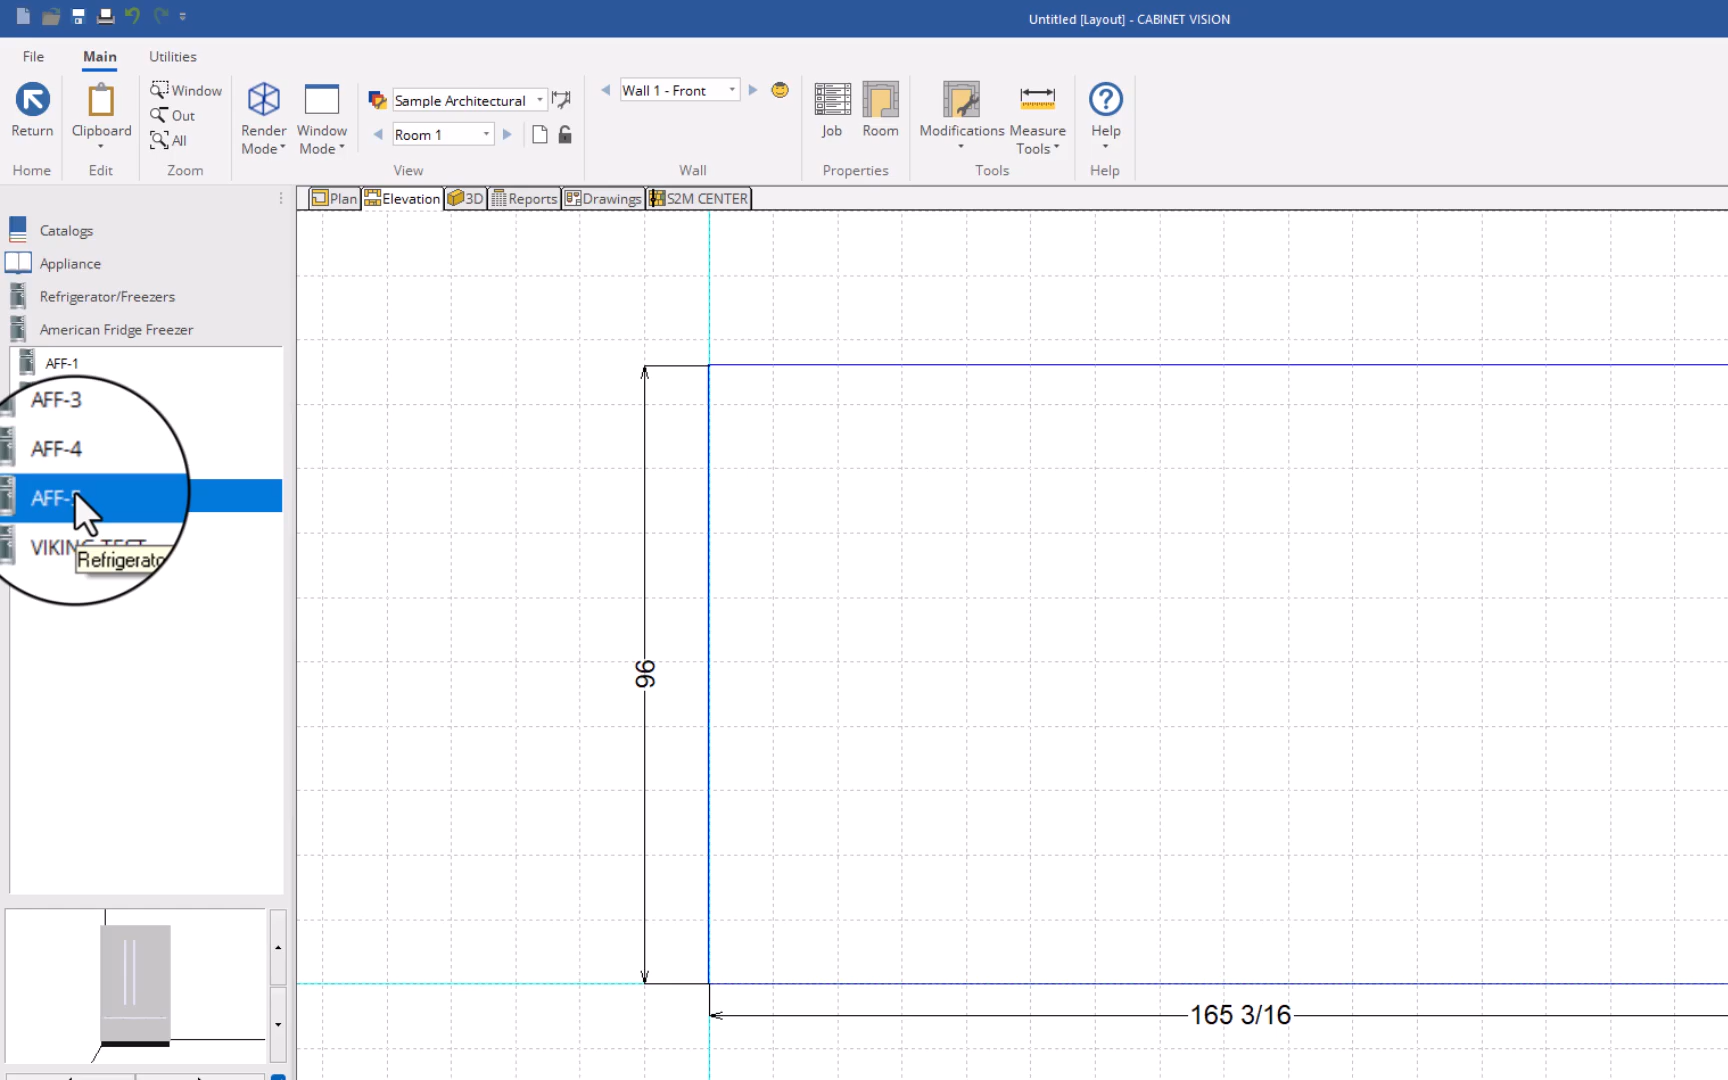 Untitled [Layout] - CABINET VISION
File Main Utilities
Return
Home
Clipboard
Edit
Window
Out
All
Zoom
Render Mode
Window Mode
Sample Architectural
Room 1
View
Wall 1 - Front
Wall
Job
Room
Properties
Modifications
Measure Tools
Tools
Help
Help
Plan Elevation 3D Reports Drawings S2M CENTER
Catalogs
Appliance
Refrigerator/Freezers
American Fridge Freezer
AFF-1
AFF-3
AFF-4
96
165 3/16